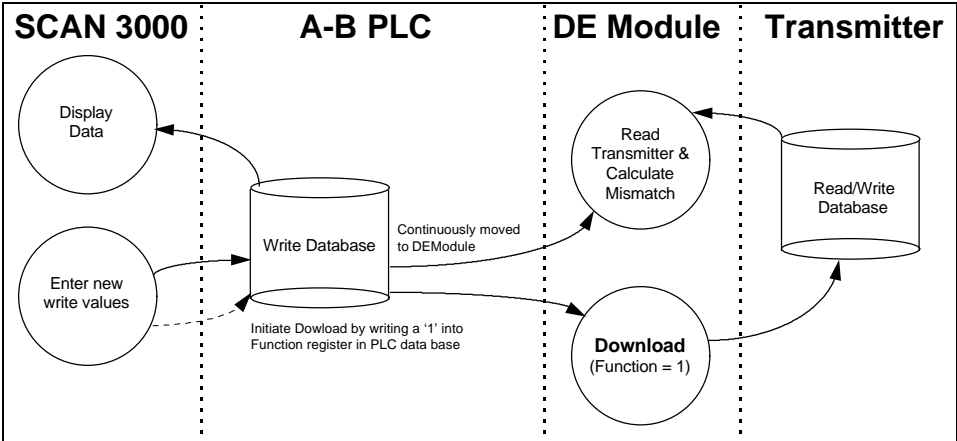 SCAN 3000
A-B PLC
DE Module
Transmitter
Display
Data
Enter new
write values
Write Database
Continuously moved
to DEModule
Initiate Dowload by writing a ‘1’ into
Function register in PLC data base
Read
Transmitter &
Calculate
Mismatch
Download
(Function = 1)
Read/Write
Database